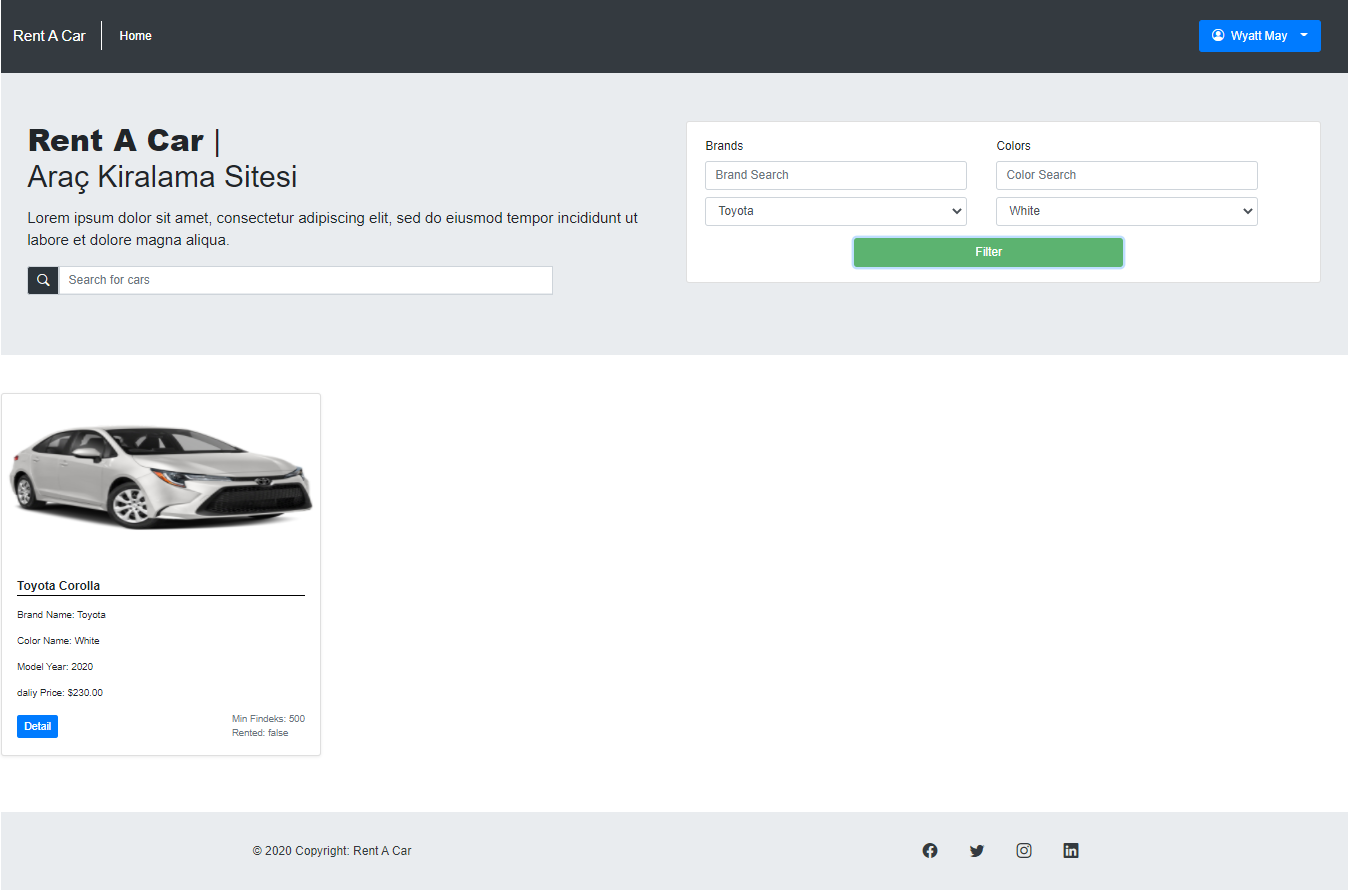 Rent A Car
Home
Wyatt May
Rent A Car |
Araç Kiralama Sitesi
Lorem ipsum dolor sit amet, consectetur adipiscing elit, sed do eiusmod tempor incididunt ut
labore et dolore magna aliqua.
Search for cars
Brands
Colors
Brand Search
Color Search
Toyota
White
Filter
Toyota Corolla
Brand Name: Toyota
Color Name: White
Model Year: 2020
daliy Price: $230.00
Detail
Min Findeks: 500
Rented: false
© 2020 Copyright: Rent A Car